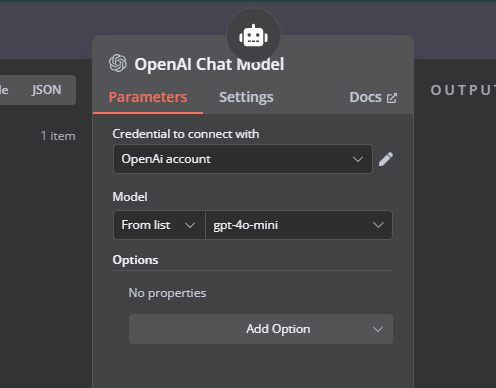 OpenAI Chat Model
JSON
Parameters Settings Docs
OUTPUT
1 item
Credential to connect with
OpenAi account
Model
From list gpt-4o-mini
Options
No properties
Add Option